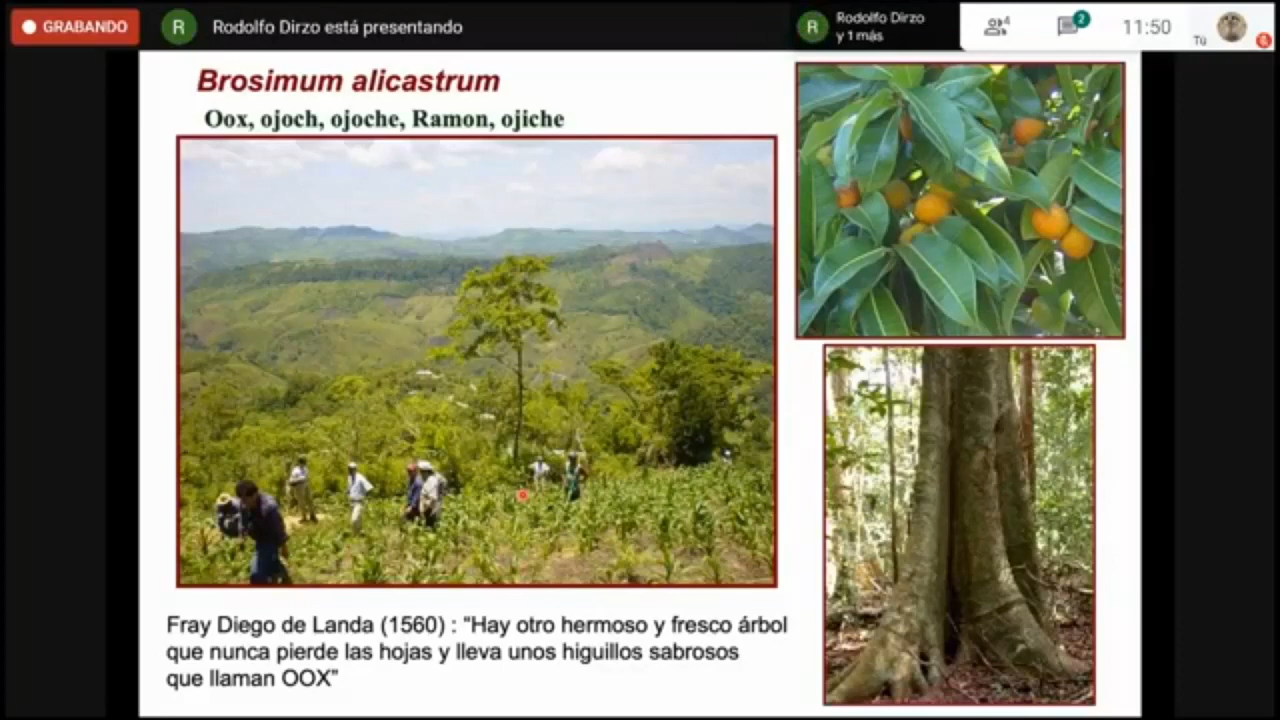 GRABANDO
R
Rodolfo Dirzo está presentando
R
Rodolfo Dirzo
y 1 más
4
2
11:50
Tú
Brosimum alicastrum
Oox, ojoch, ojoche, Ramon, ojiche
Fray Diego de Landa (1560) : “Hay otro hermoso y fresco árbol
que nunca pierde las hojas y lleva unos higuillos sabrosos
que llaman OOX”